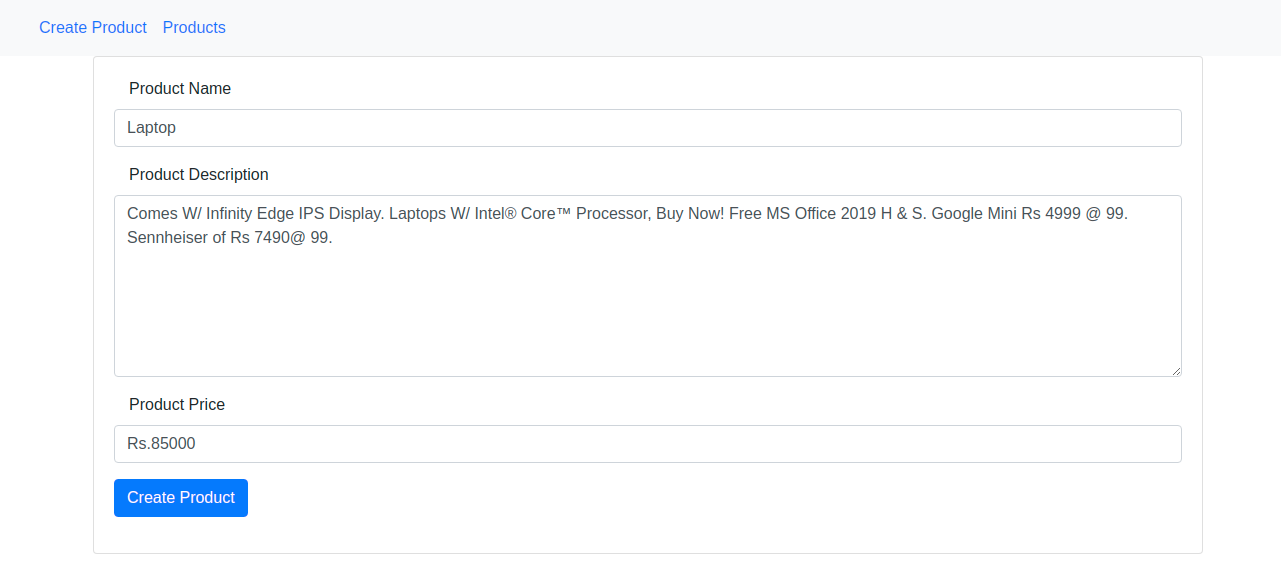 Create Product Products
Product Name
Laptop
Product Description
Comes W/ Infinity Edge IPS Display. Laptops W/ Intel® Core™ Processor, Buy Now! Free MS Office 2019 H & S. Google Mini Rs 4999 @ 99.
Sennheiser of Rs 7490@ 99.
Product Price
Rs.85000
Create Product